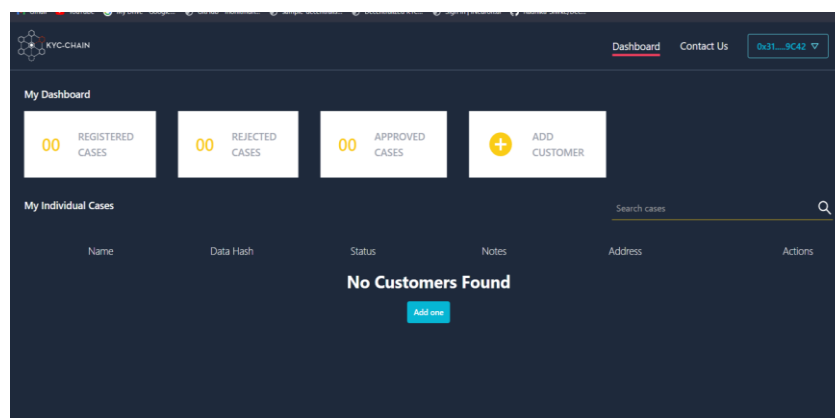 KYC-CHAIN
Dashboard
Contact Us
0x31.....9C42
My Dashboard
00 REGISTERED
CASES
00 REJECTED
CASES
00 APPROVED
CASES
ADD
CUSTOMER
My Individual Cases
Search cases
Name Data Hash Status Notes Address Actions
No Customers Found
Add one